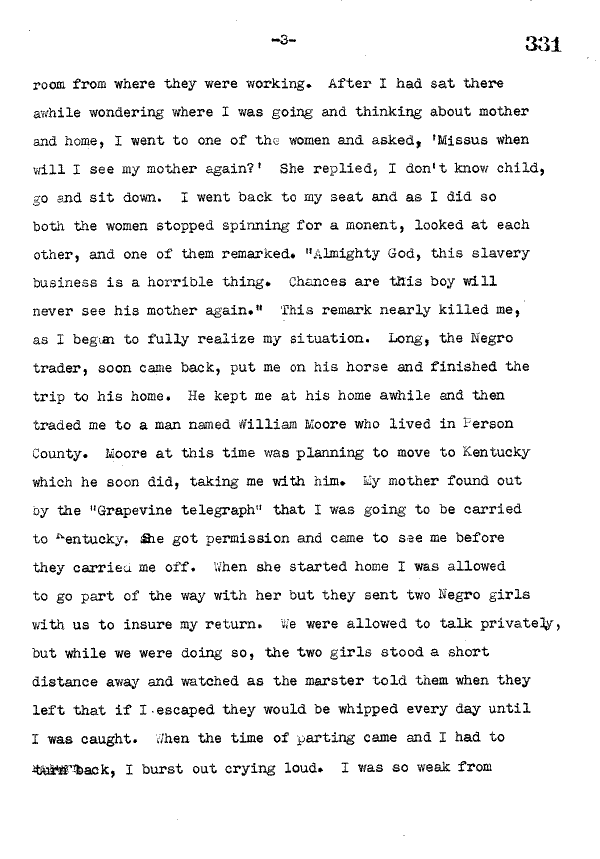 -3-
331
room from where they were working. After I had sat there
awhile wondering where I was going and thinking about mother
and home, I went to one of the women and asked, 'Missus when
will I see my mother again?' She replied, I don't know child,
go and sit down. I went back to my seat and as I did so
both the women stopped spinning for a monent, looked at each
other, and one of them remarked. "Almighty God, this slavery
business is a horrible thing. Chances are this boy will
never see his mother again." This remark nearly killed me,
as I began to fully realize my situation. Long, the Negro
trader, soon came back, put me on his horse and finished the
trip to his home. He kept me at his home awhile and then
traded me to a man named William Moore who lived in Person
County. Moore at this time was planning to move to Kentucky
which he soon did, taking me with him. My mother found out
by the "Grapevine telegraph" that I was going to be carried
to Kentucky. She got permission and came to see me before
they carried me off. When she started home I was allowed
to go part of the way with her but they sent two Negro girls
with us to insure my return. We were allowed to talk privately,
but while we were doing so, the two girls stood a short
distance away and watched as the marster told them when they
left that if I escaped they would be whipped every day until
I was caught. When the time of parting came and I had to
turn back, I burst out crying loud. I was so weak from